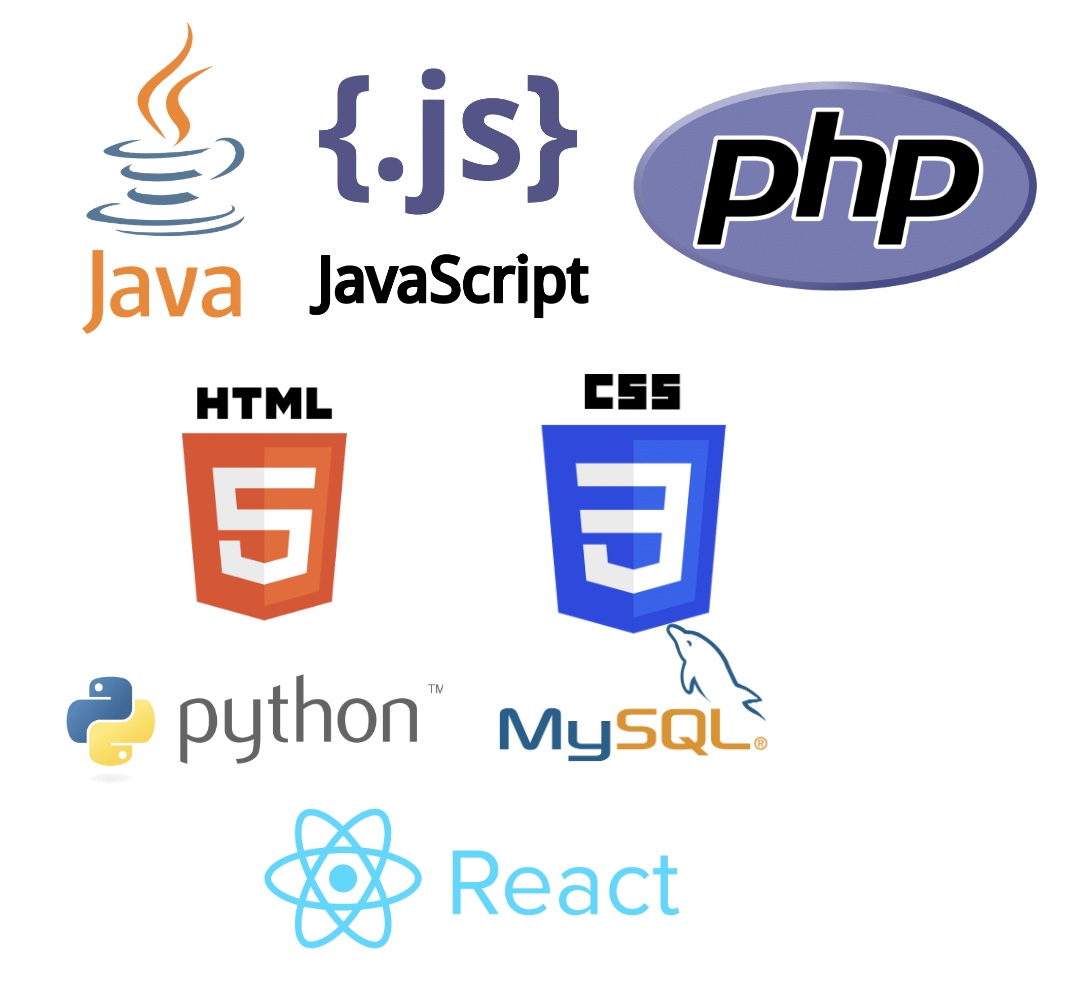 {.js}
php
Java
JavaScript
HTML
5
CSS
3
python™
MySQL®
React